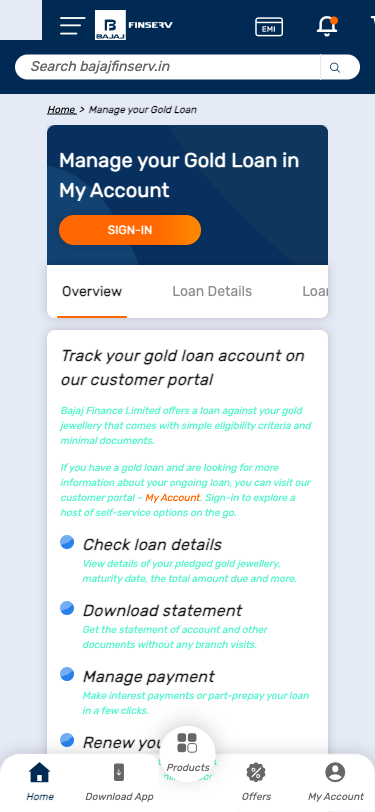 BAJAJ
FINSERV
EMI
Search bajajfinserv.in
Home > Manage your Gold Loan
Manage your Gold Loan in
My Account
SIGN-IN
Overview Loan Details Loan
Track your gold loan account on
our customer portal
Bajaj Finance Limited offers a loan against your gold
jewellery that comes with simple eligibility criteria and
minimal documents.
If you have a gold loan and are looking for more
information about your ongoing loan, you can visit our
customer portal – My Account. Sign-in to explore a
host of self-service options on the go.
Check loan details
View details of your pledged gold jewellery,
maturity date, the total amount due and more.
Download statement
Get the statement of account and other
documents without any branch visits.
Manage payment
Make interest payments or part-prepay your loan
in a few clicks.
Renew
Home Download App Products Offers My Account